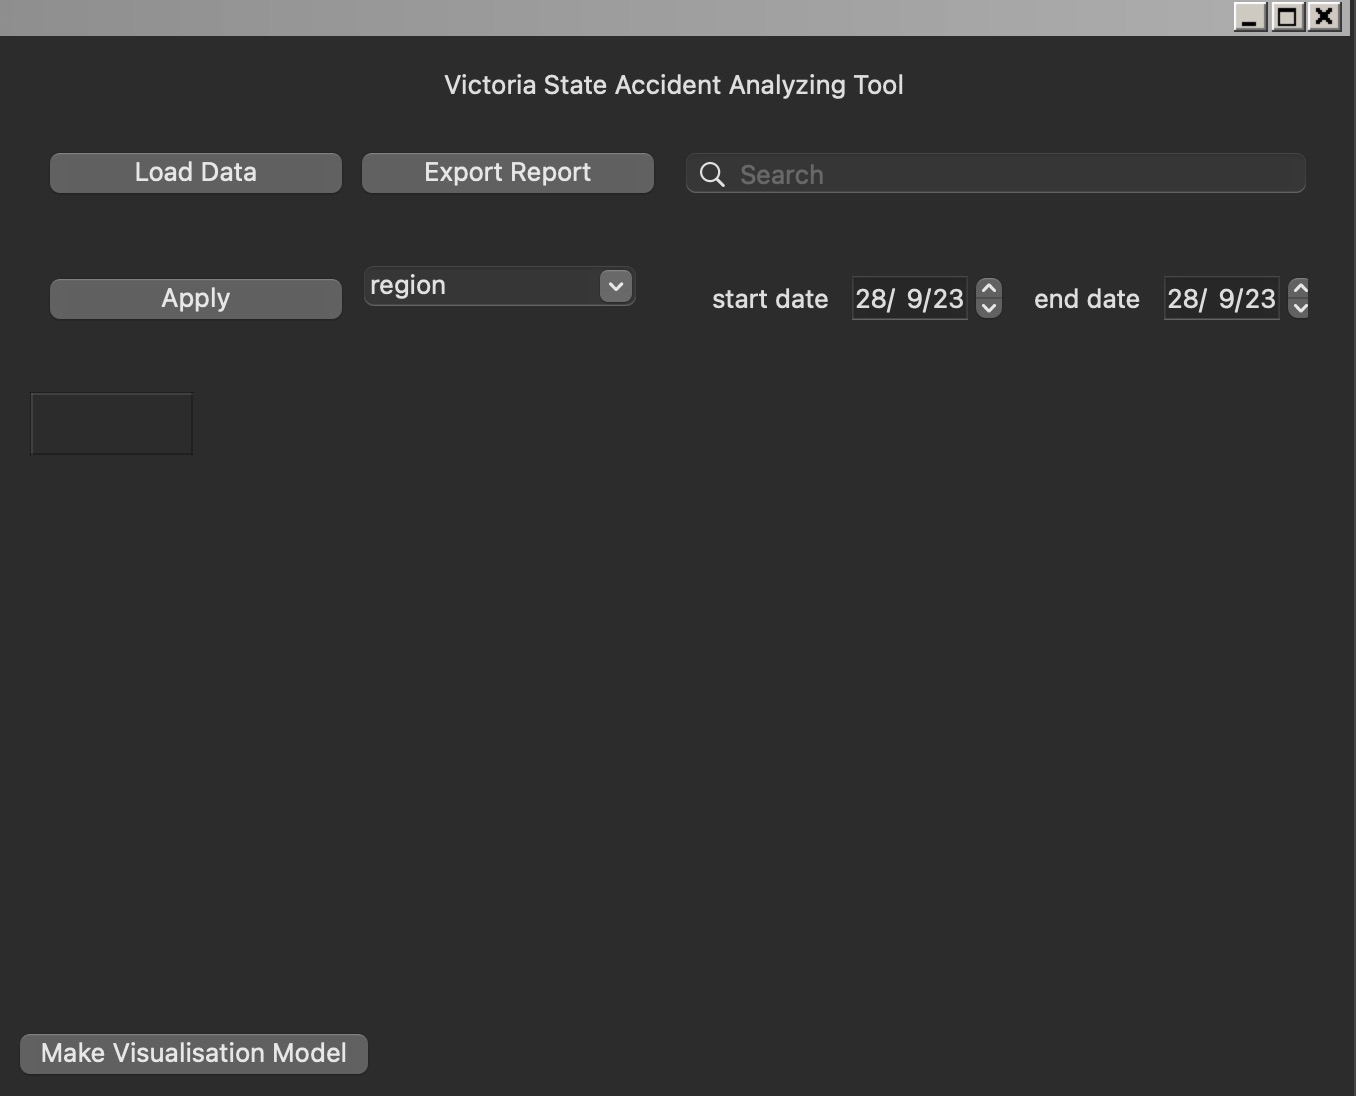 Victoria State Accident Analyzing Tool
Load Data
Export Report
Search
Apply
region
start date
28/ 9/23
end date
28/ 9/23
Make Visualisation Model